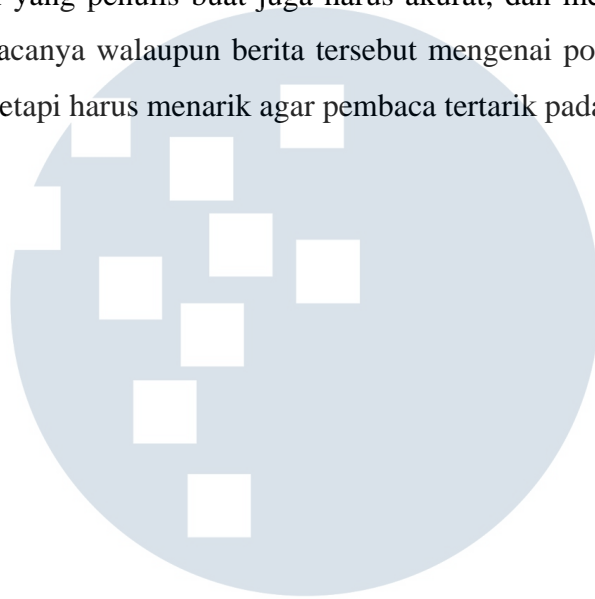 yang penulis buat juga harus akurat, dan
acanya walaupun berita tersebut mengenai po
etapi harus menarik agar pembaca tertarik pada